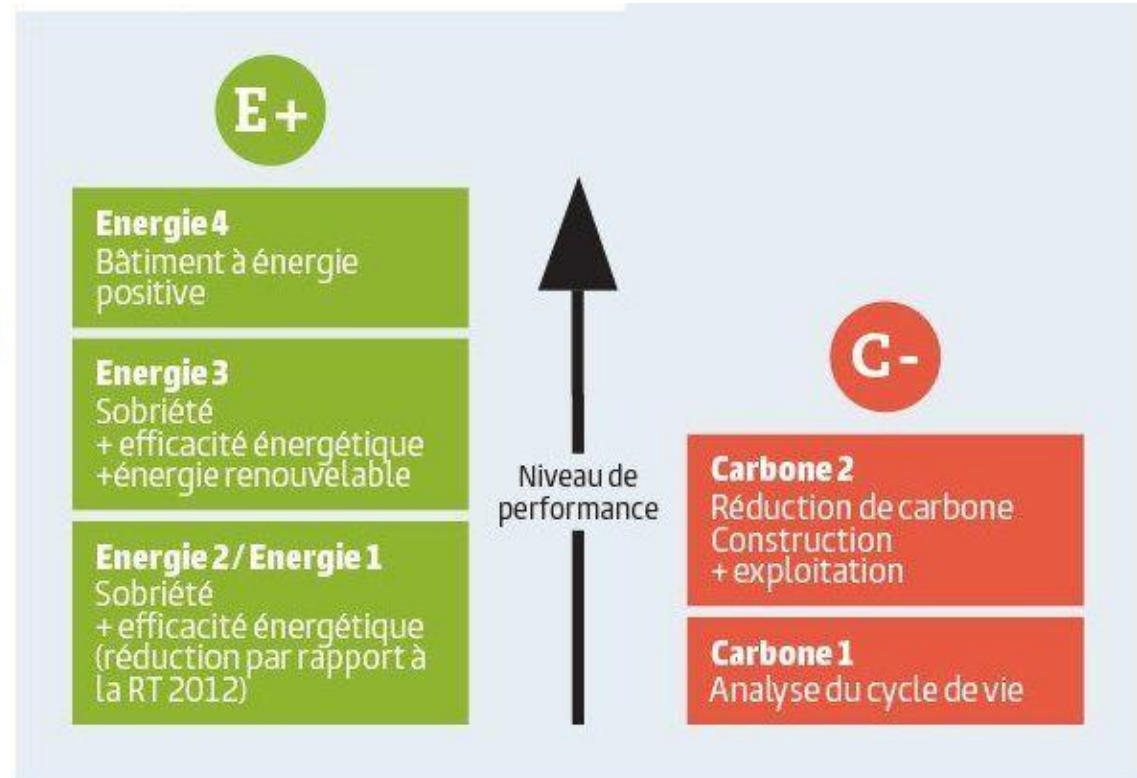 E+
Energie 4
Bâtiment à énergie
positive
Energie 3
Sobriété
+ efficacité énergétique
+énergie renouvelable
Energie 2 / Energie 1
Sobriété
+ efficacité énergétique
(réduction par rapport à
la RT 2012)
Niveau de
performance
C-
Carbone 2
Réduction de carbone
Construction
+ exploitation
Carbone 1
Analyse du cycle de vie